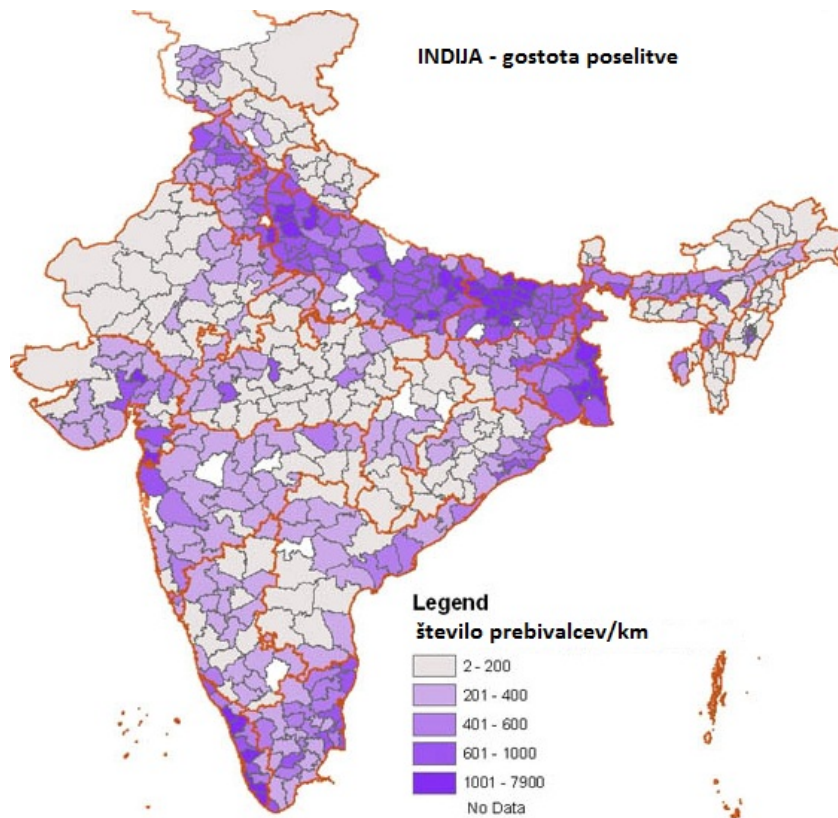 INDIJA - gostota poselitve
Legend
število prebivalcev/km
2 - 200
201 - 400
401 - 600
601 - 1000
1001 - 7900
No Data